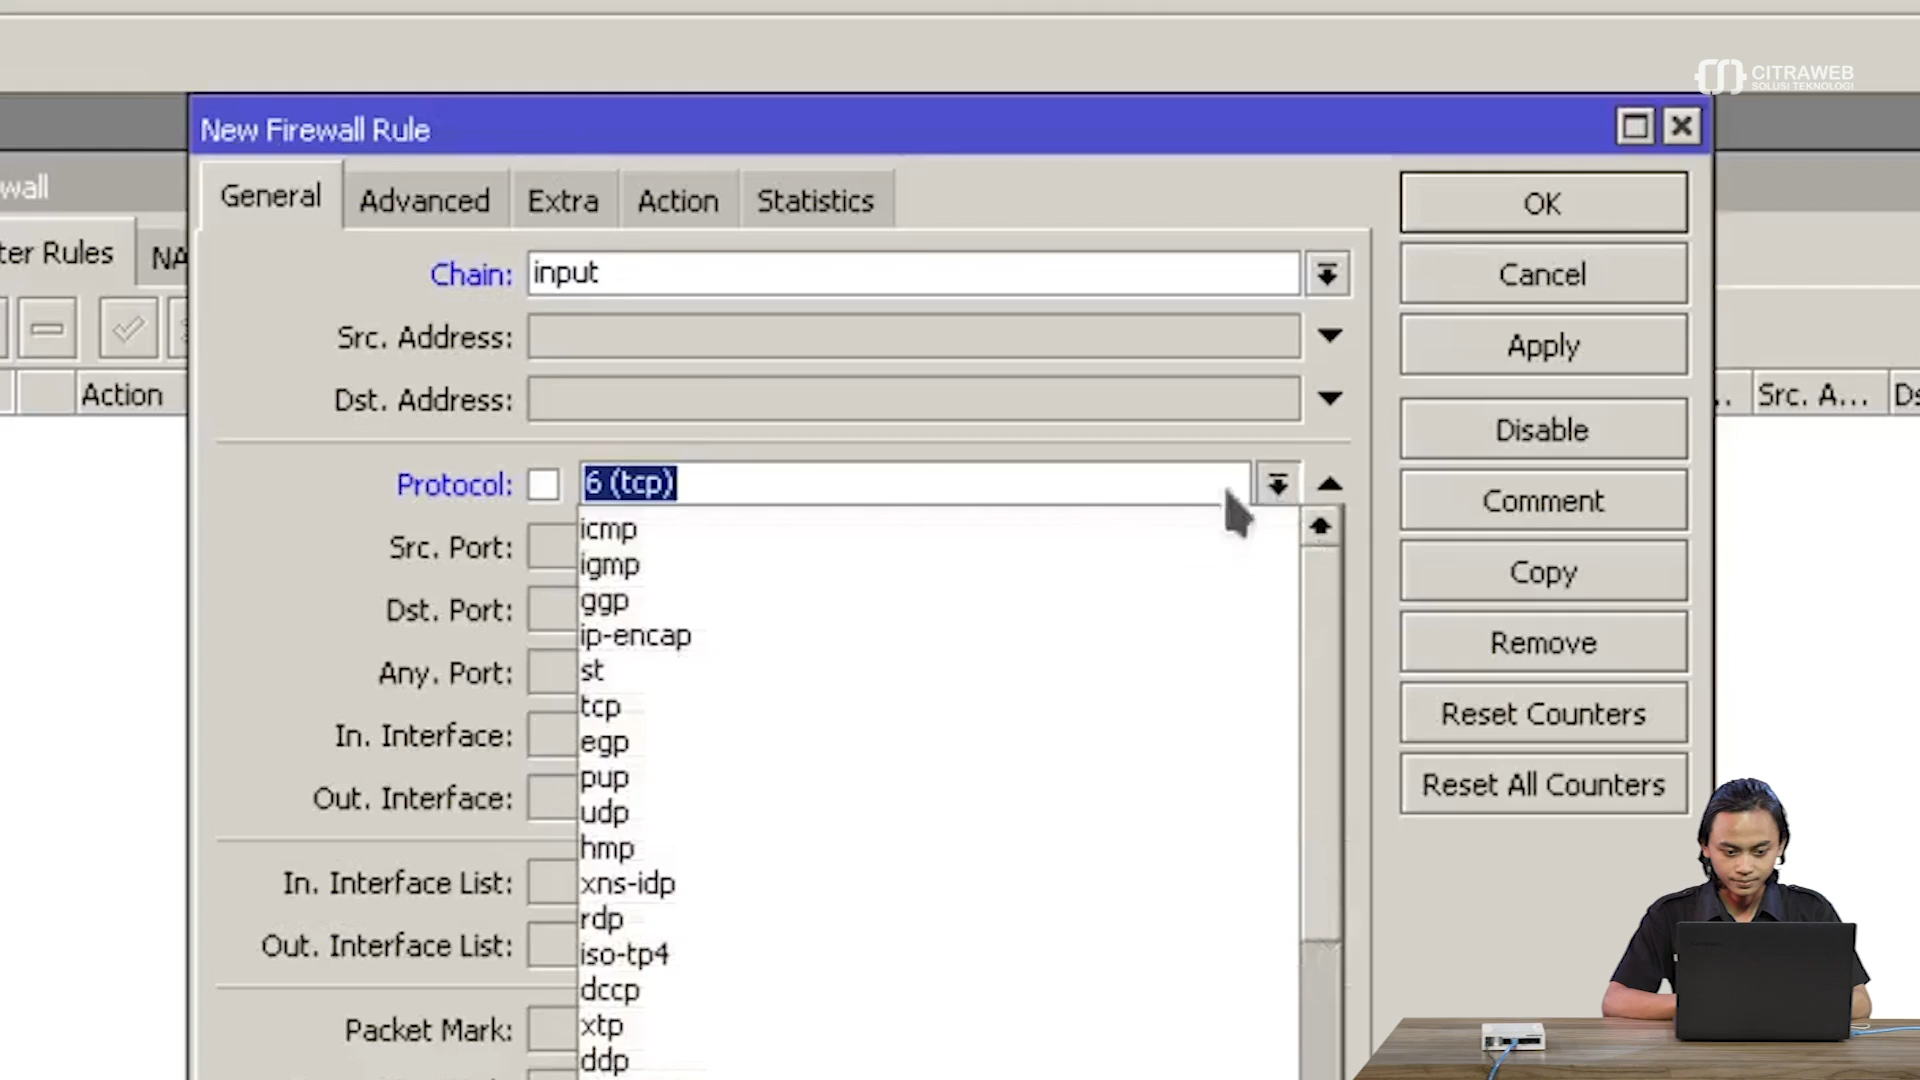 CITRAWEB
SOLUSI TEKNOLOGI
New Firewall Rule
wall
General
Advanced
Extra
Action
Statistics
OK
ter Rules
NA
Chain:
input
Cancel
Src. Address:
Apply
Action
Dst. Address:
Src. A...
Ds
Disable
Protocol:
6 (tcp)
Comment
Src. Port:
Dst. Port:
Any. Port:
In. Interface:
Out. Interface:
In. Interface List:
Out. Interface List:
Packet Mark:
icmp
igmp
ggp
ip-encap
st
tcp
egp
pup
udp
hmp
xns-idp
rdp
iso-tp4
dccp
xtp
ddp
Copy
Remove
Reset Counters
Reset All Counters